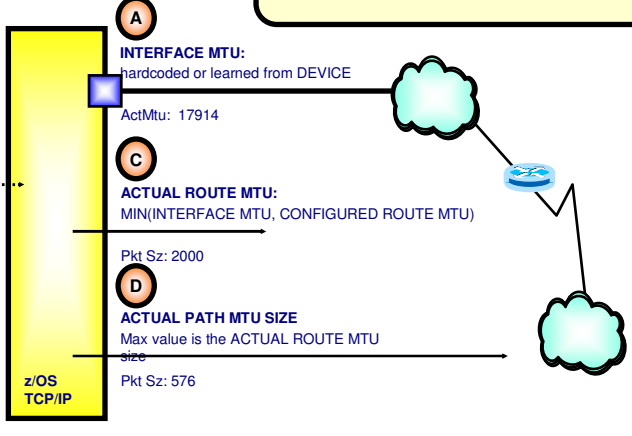 A
INTERFACE MTU:
hardcoded or learned from DEVICE
ActMtu: 17914
C
ACTUAL ROUTE MTU:
MIN(INTERFACE MTU, CONFIGURED ROUTE MTU)
Pkt Sz: 2000
D
ACTUAL PATH MTU SIZE
Max value is the ACTUAL ROUTE MTU
size
Pkt Sz: 576
z/OS
TCP/IP